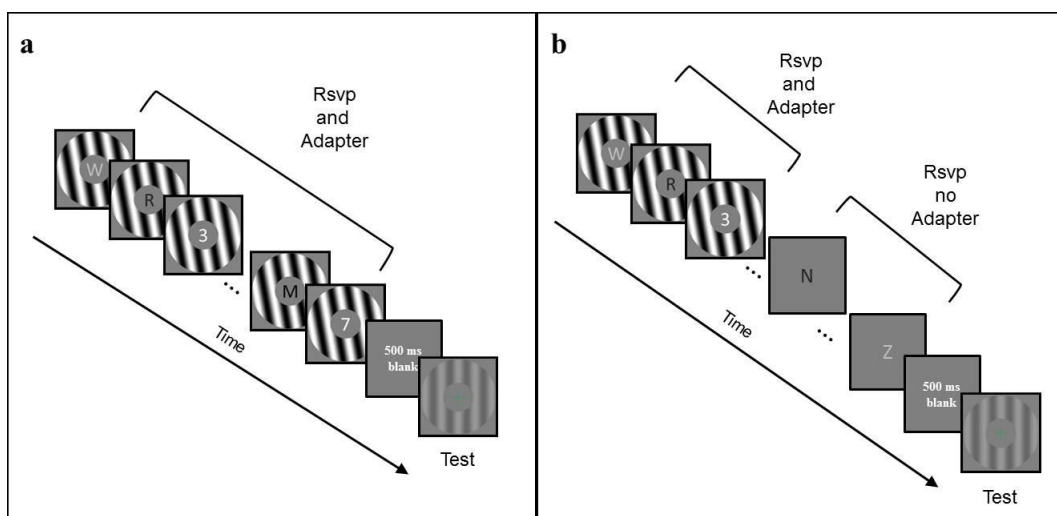 a
Rsvp
and
Adapter
W
R
3
...
M
7
500 ms
blank
+
Time
Test
b
Rsvp
and
Adapter
W
R
3
Rsvp
no
Adapter
...
N
...
Z
500 ms
blank
+
Time
Test